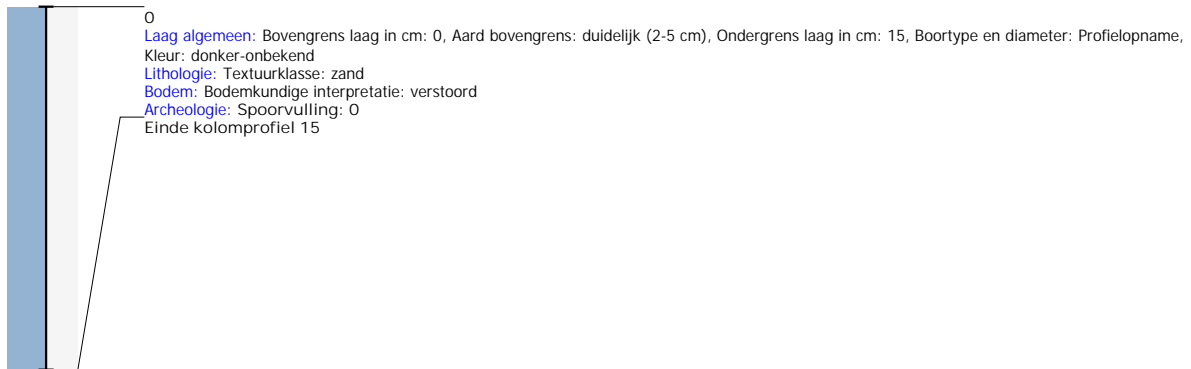 0
Laag algemeen: Bovengrens laag in cm: 0, Aard bovengrens: duidelijk (2-5 cm), Ondergrens laag in cm: 15, Boortype en diameter: Profielopname,
Kleur: donker-onbekend
Lithologie: Textuurklasse: zand
Bodem: Bodemkundige interpretatie: verstoord
Archeologie: Spoorvulling: 0
Einde kolomprofiel 15